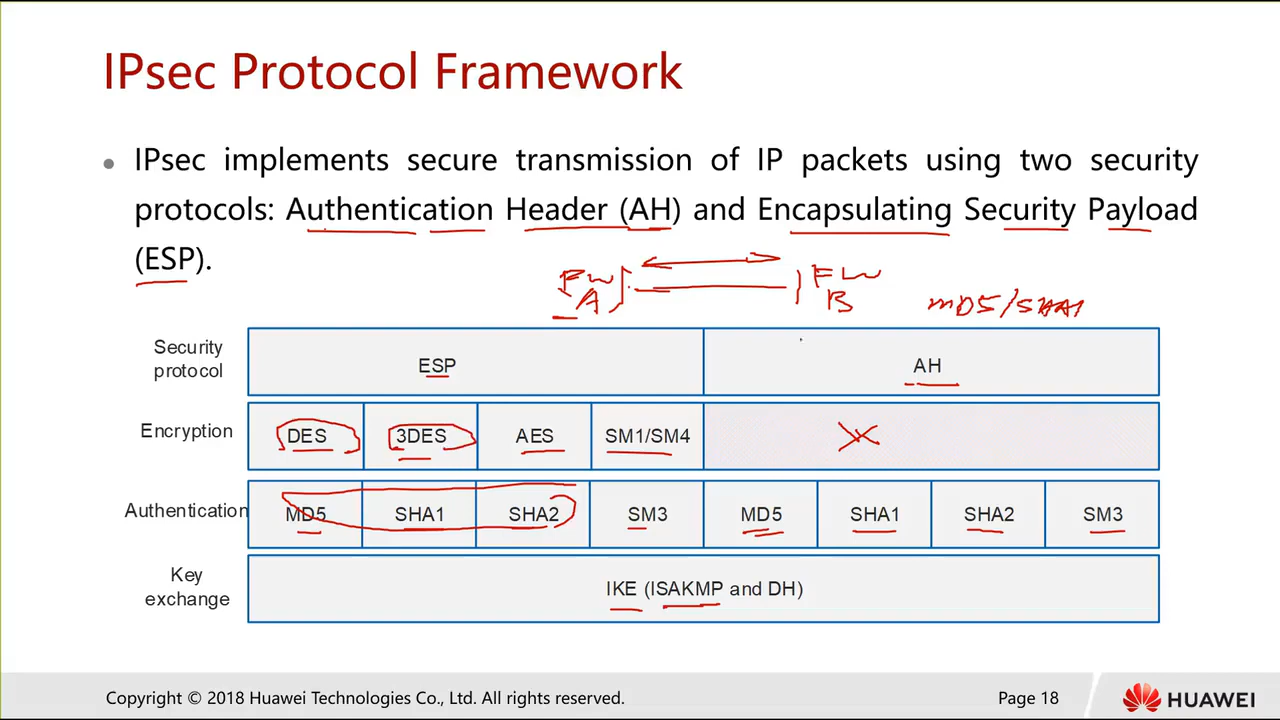 IPsec Protocol Framework
• IPsec implements secure transmission of IP packets using two security
protocols: Authentication Header (AH) and Encapsulating Security Payload
(ESP).
FW
A
FW
B
MD5/SHA1
Security
protocol
ESP
AH
Encryption
DES
3DES
AES
SM1/SM4
Authentication
MD5
SHA1
SHA2
SM3
MD5
SHA1
SHA2
SM3
Key
exchange
IKE (ISAKMP and DH)
Copyright © 2018 Huawei Technologies Co., Ltd. All rights reserved.
Page 18
HUAWEI